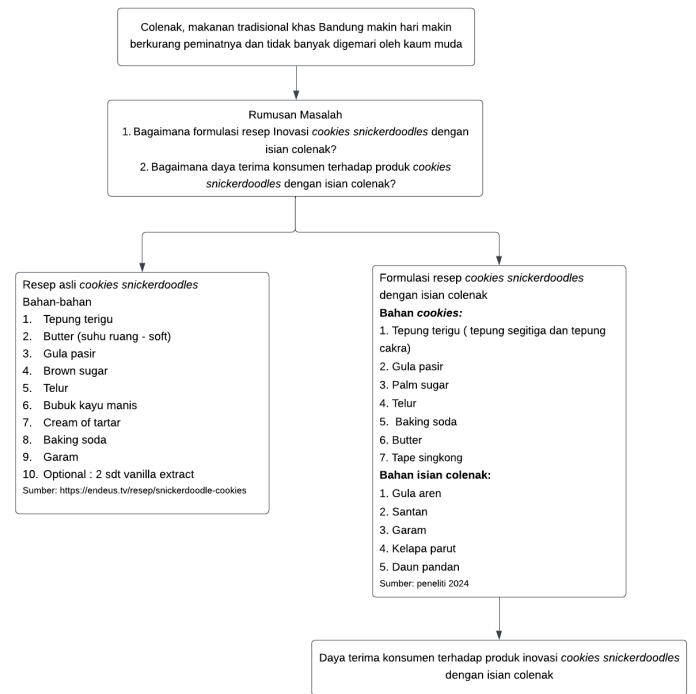 Colenak, makanan tradisional khas Bandung makin hari makin
berkurang peminatnya dan tidak banyak digemari oleh kaum muda
Rumusan Masalah
1. Bagaimana formulasi resep Inovasi cookies snickerdoodles dengan
isian colenak?
2. Bagaimana daya terima konsumen terhadap produk cookies
snickerdoodles dengan isian colenak?
Resep asli cookies snickerdoodles
Bahan-bahan
1. Tepung terigu
2. Butter (suhu ruang - soft)
3. Gula pasir
4. Brown sugar
5. Telur
6. Bubuk kayu manis
7. Cream of tartar
8. Baking soda
9. Garam
10. Optional : 2 sdt vanilla extract
Sumber: https://endeus.tv/resep/snickerdoodle-cookies
Formulasi resep cookies snickerdoodles
dengan isian colenak
Bahan cookies:
1. Tepung terigu ( tepung segitiga dan tepung
cakra)
2. Gula pasir
3. Palm sugar
4. Telur
5. Baking soda
6. Butter
7. Tape singkong
Bahan isian colenak:
1. Gula aren
2. Santan
3. Garam
4. Kelapa parut
5. Daun pandan
Sumber: peneliti 2024
Daya terima konsumen terhadap produk inovasi cookies snickerdoodles
dengan isian colenak